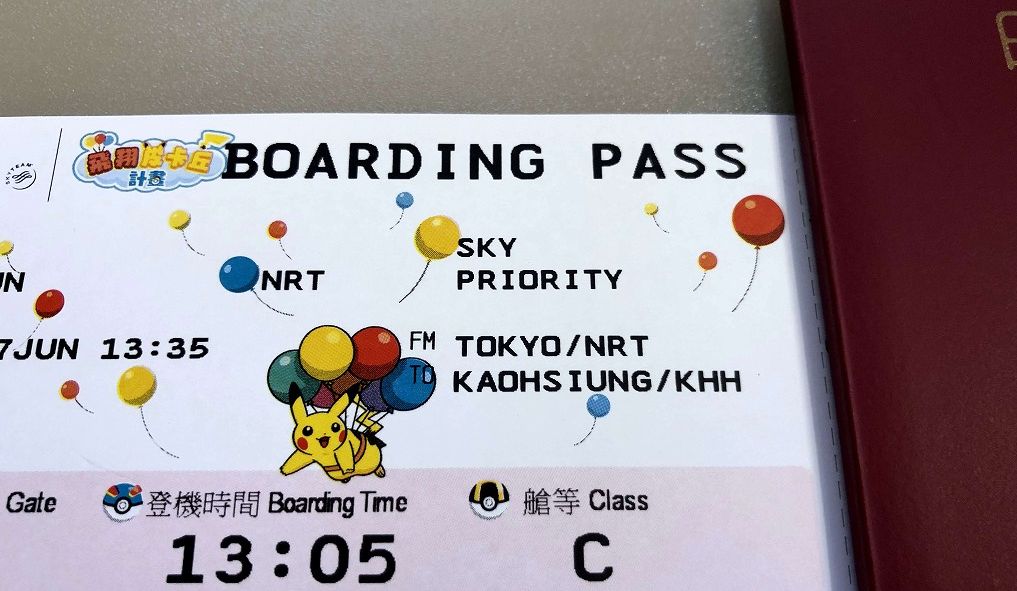 SKYTEAM
飛翔皮卡丘
計畫
BOARDING PASS
SKY
NRT PRIORITY
7JUN 13:35
FM TOKYO/NRT
TO KAOHSIUNG/KHH
Gate 登機時間 Boarding Time 艙等 Class
13:05 C